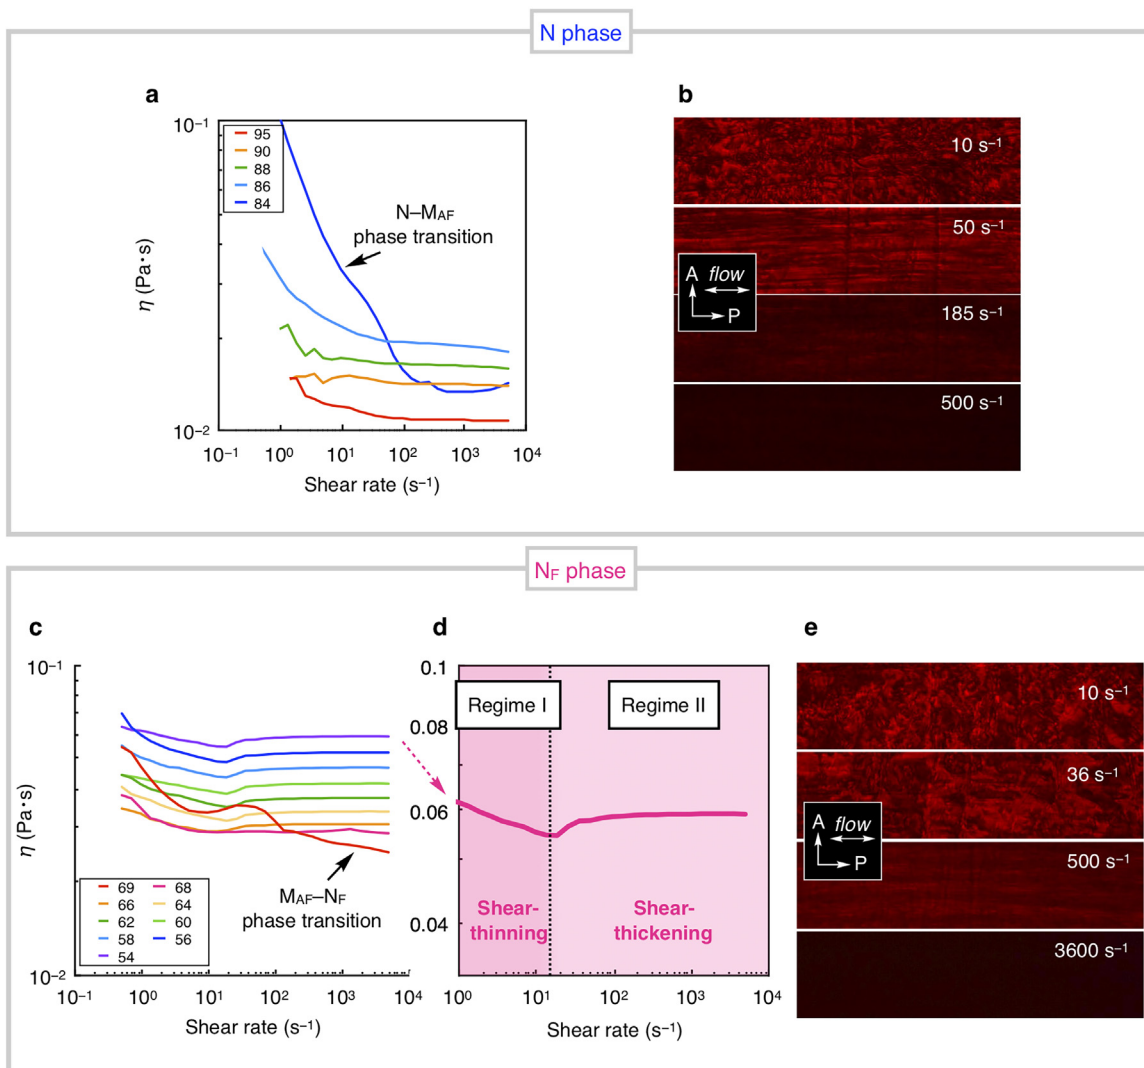 N phase
a
10⁻¹
10⁻²
η (Pa·s)
95
90
88
86
84
N–M_AF
phase transition
10⁻¹ 10⁰ 10¹ 10² 10³ 10⁴
Shear rate (s⁻¹)
b
10 s⁻¹
50 s⁻¹
A flow
P
185 s⁻¹
500 s⁻¹
N_F phase
c
10⁻¹
10⁻²
η (Pa·s)
69 68
66 64
62 60
58 56
54
M_AF–N_F
phase transition
10⁻¹ 10⁰ 10¹ 10² 10³ 10⁴
Shear rate (s⁻¹)
d
0.1
0.08
0.06
0.04
Regime I Regime II
Shear-
thinning
Shear-
thickening
10⁰ 10¹ 10² 10³ 10⁴
Shear rate (s⁻¹)
e
10 s⁻¹
36 s⁻¹
A flow
P
500 s⁻¹
3600 s⁻¹